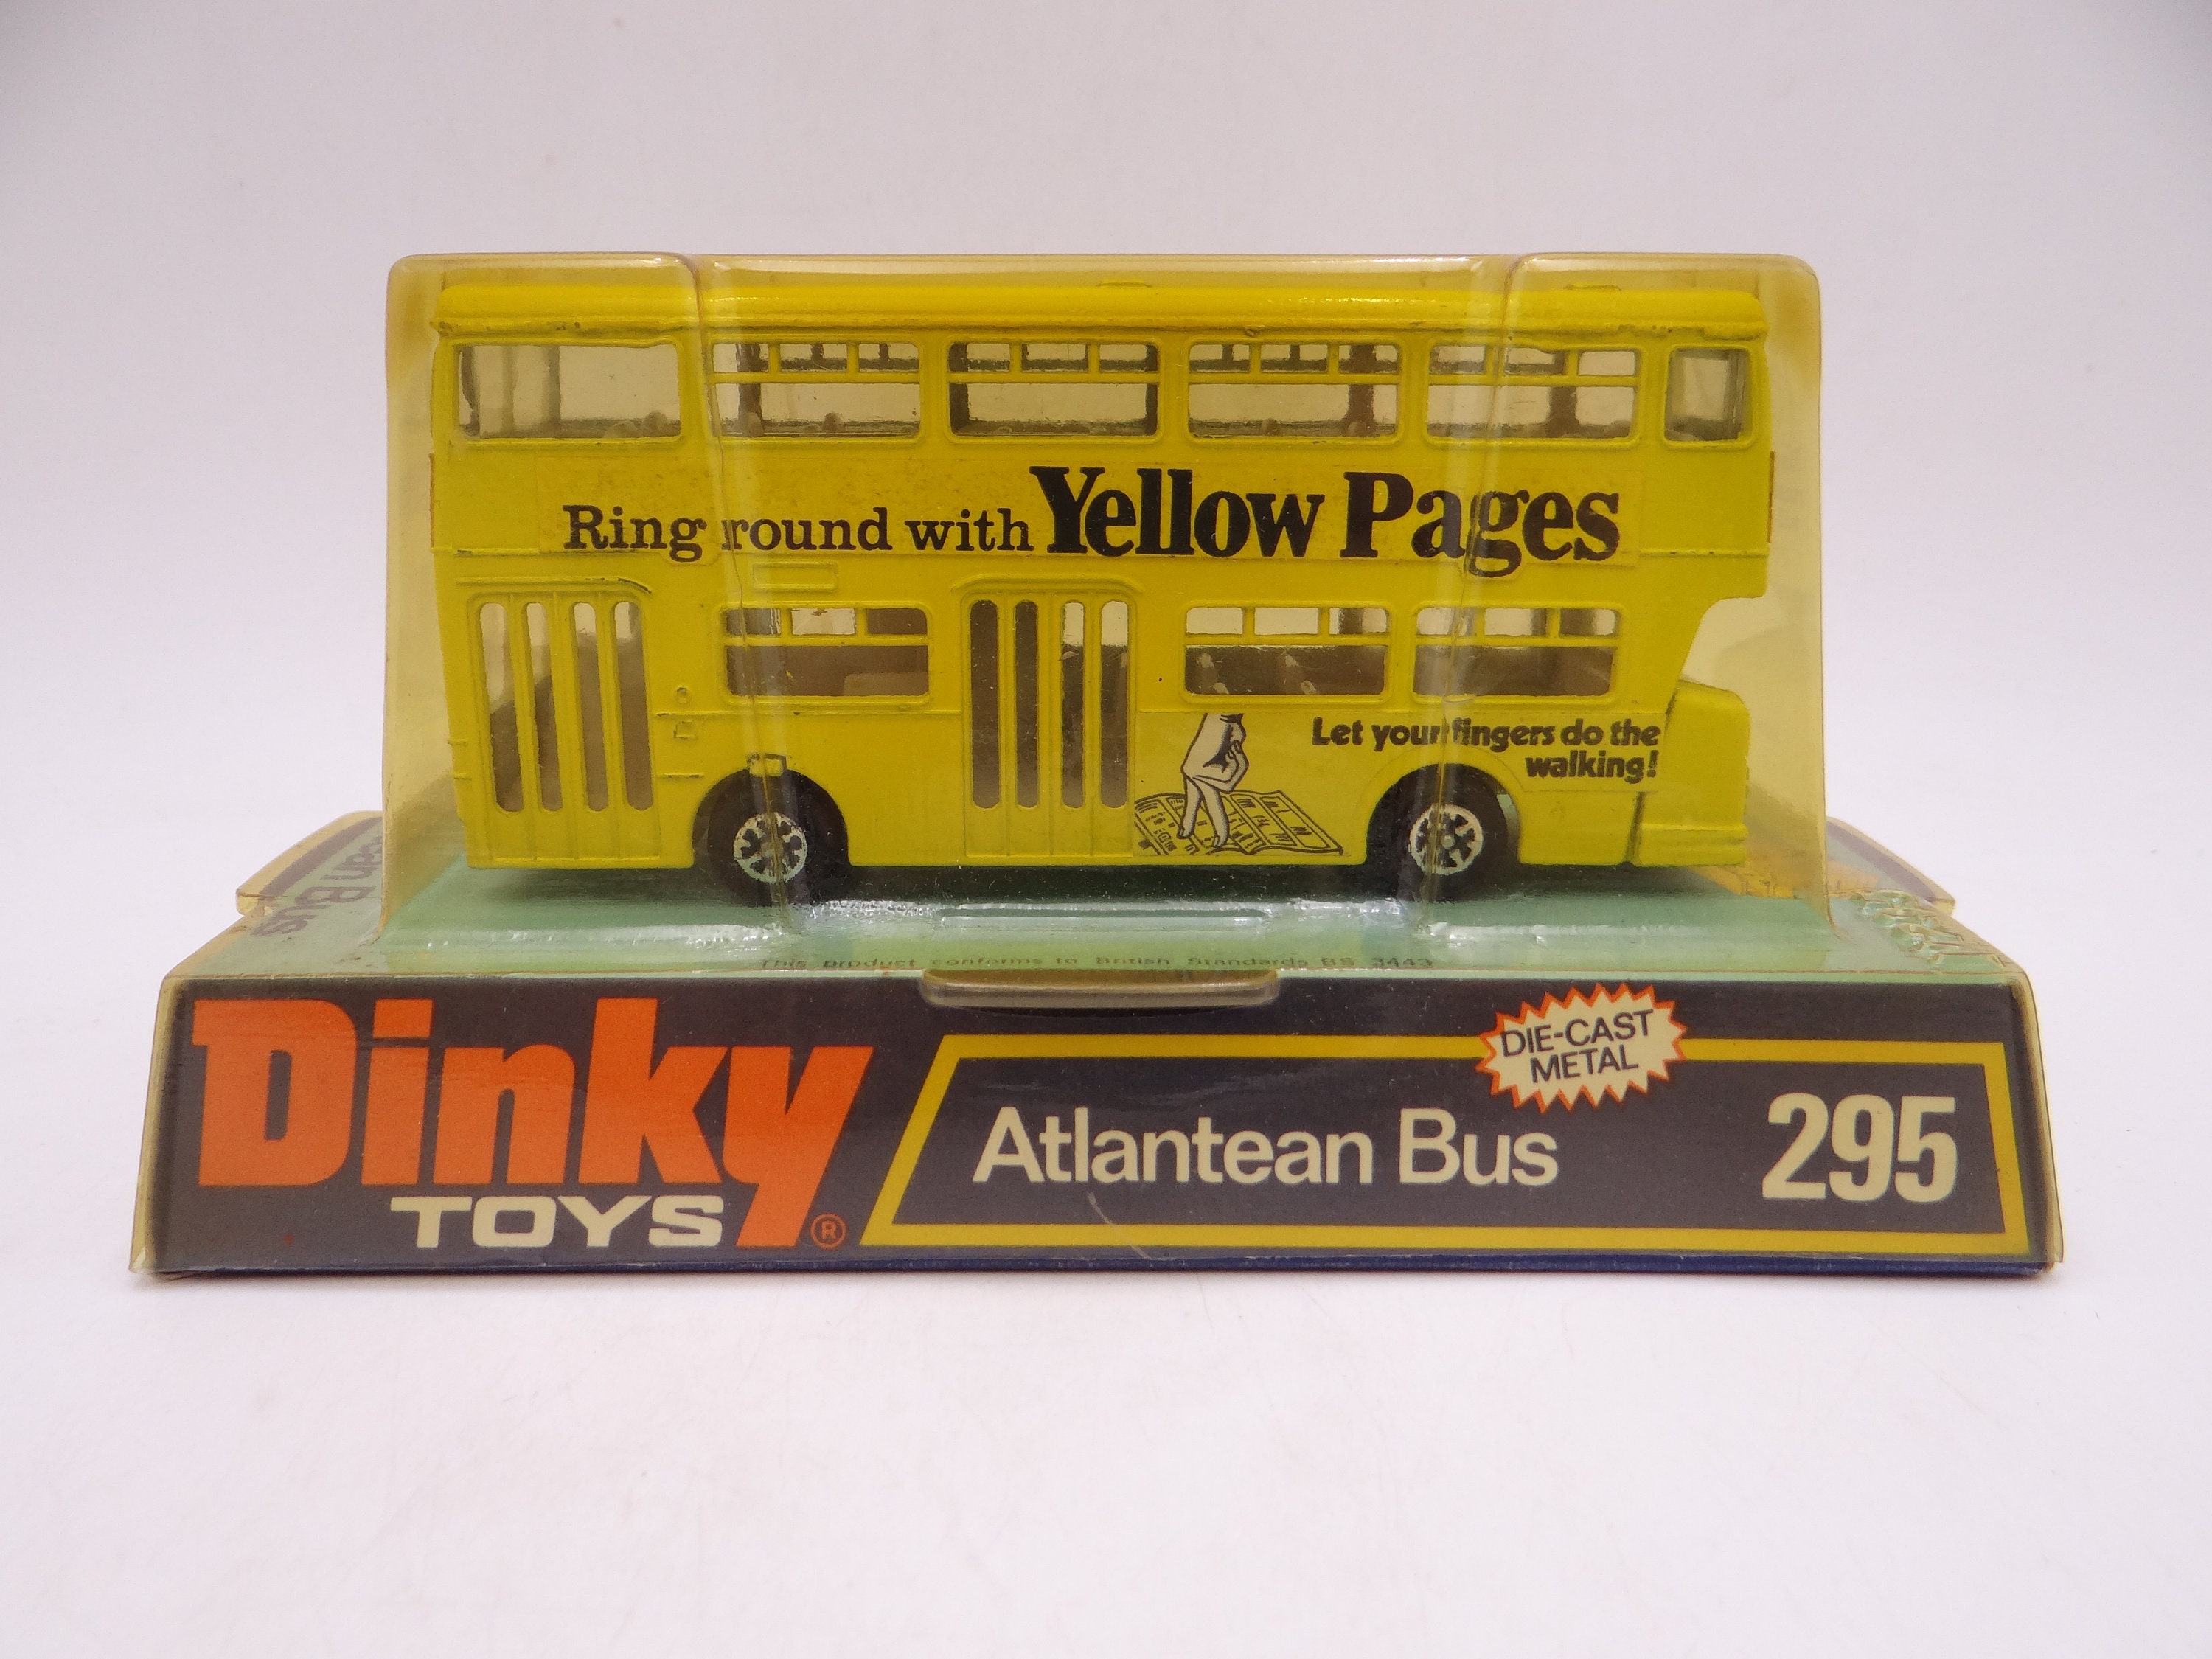 Ring round with Yellow Pages
Let your fingers do the
walking!
Bus
This product conforms to British Standards BS 3443
Dinky
TOYS ®
DIE-CAST
METAL
Atlantean Bus
295